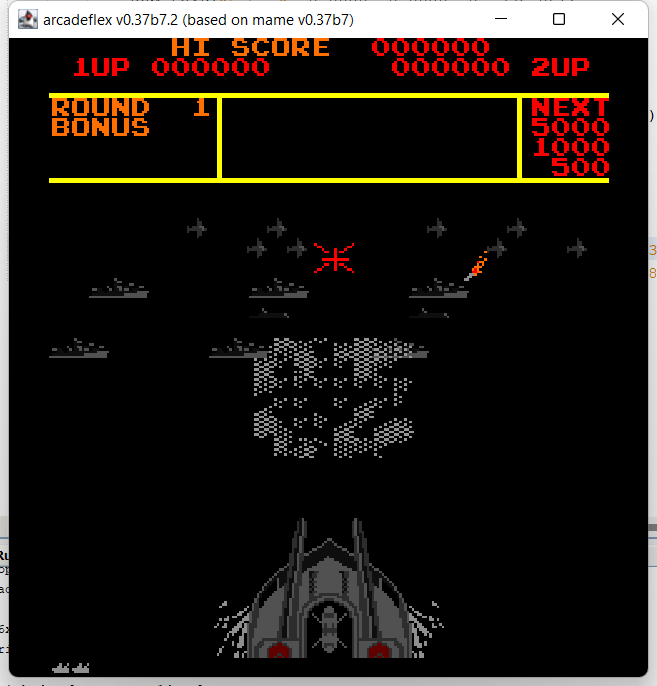 arcadeflex v0.37b7.2 (based on mame v0.37b7)
HI SCORE 000000
1UP 000000 000000 2UP
ROUND 1 NEXT
BONUS 5000
1000
500